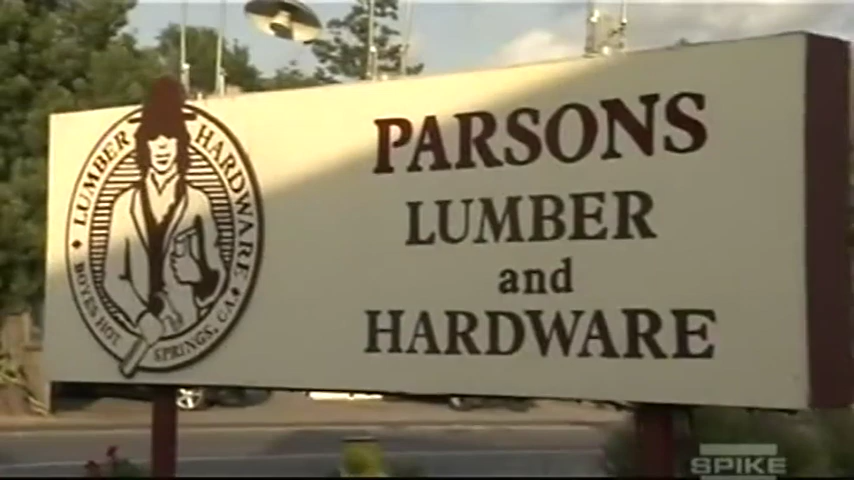 LUMBER HARDWARE
BOYES HOT SPRINGS, CA.
PARSONS
LUMBER
and
HARDWARE
SPIKE